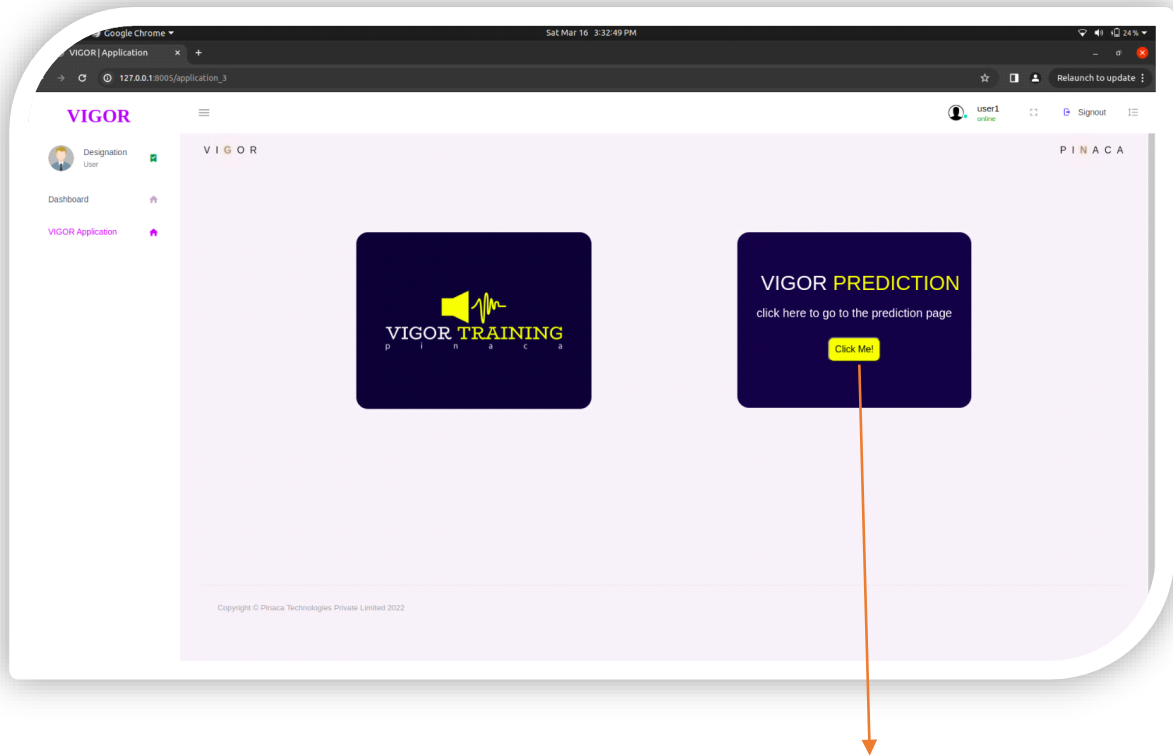 Google Chrome
Sat Mar 16 3:32:49 PM
24 %
VIGOR | Application
127.0.0.1:8005/application_3
Relaunch to update
VIGOR
user1
online
Signout
Designation
User
VIGOR
PINACA
Dashboard
VIGOR Application
VIGOR TRAINING
pinaca
VIGOR PREDICTION
click here to go to the prediction page
Click Me!
Copyright © Pinaca Technologies Private Limited 2022